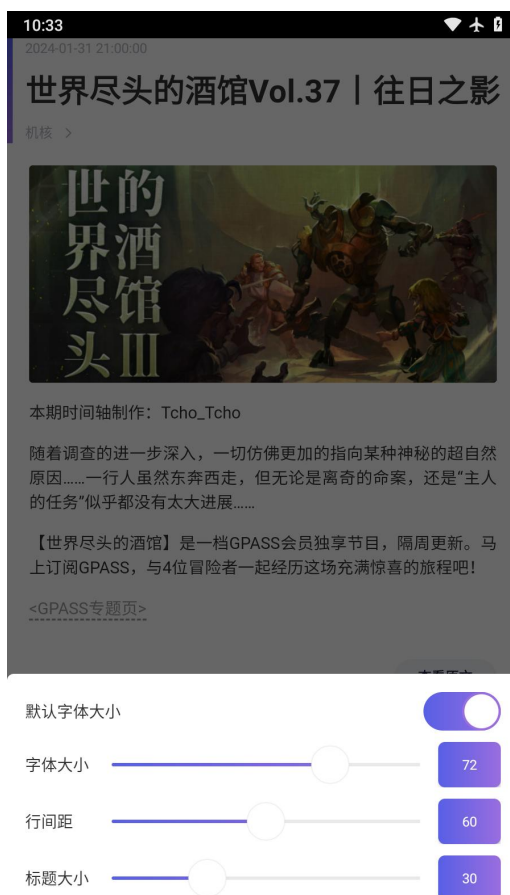 10:33
2024-01-31 21:00:00
世界尽头的酒馆Vol.37丨往日之影
机核
世界尽头
的酒馆III
本期时间轴制作：Tcho_Tcho
随着调查的进一步深入，一切仿佛更加的指向某种神秘的超自然
原因……一行人虽然东奔西走，但无论是离奇的命案，还是“主人
的任务”似乎都没有太大进展……
【世界尽头的酒馆】是一档GPASS会员独享节目，隔周更新。马
上订阅GPASS，与4位冒险者一起经历这场充满惊喜的旅程吧！
<GPASS专题页>
默认字体大小
字体大小 72
行间距 60
标题大小 30